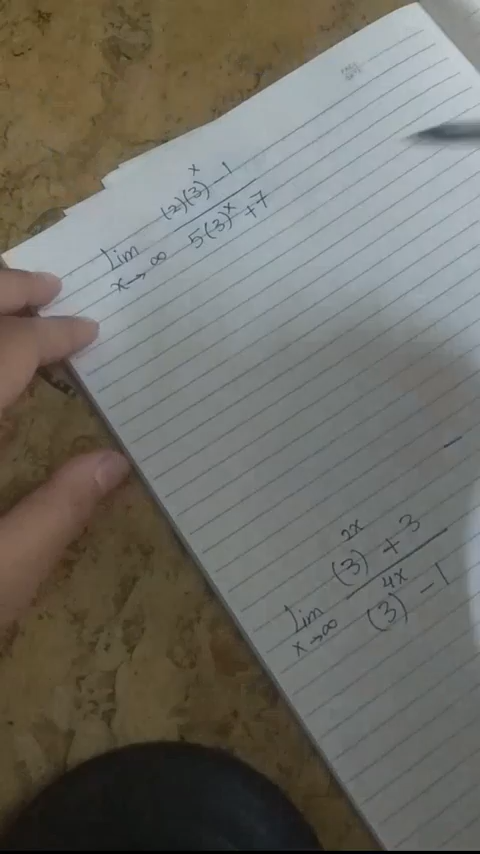 Lim x→∞ (2)(3)^x - 1 / 5(3)^x + 7
Lim x→∞ (3)^2x + 3 / (3)^4x - 1